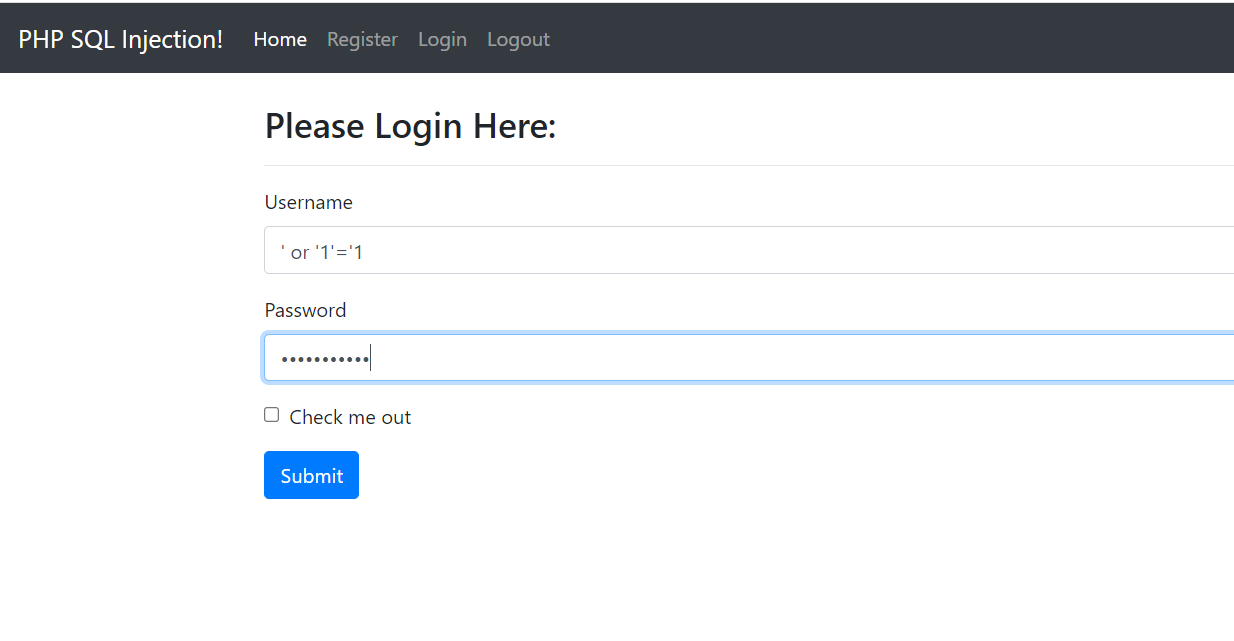 PHP SQL Injection! Home Register Login Logout
Please Login Here:
Username
' or '1'='1
Password
•••••••••••
Check me out
Submit